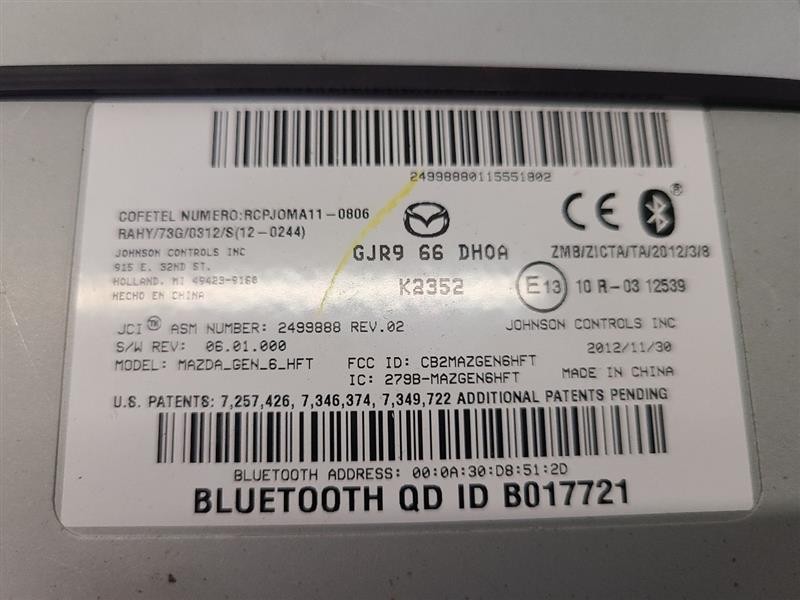 24998880115551802
COFETEL NUMERO:RCPJOMA11-0806
RAHY/73G/0312/S(12-0244)
JOHNSON CONTROLS INC
915 E. 32ND ST.
HOLLAND, MI 49423-9160
HECHO EN CHINA
GJR9 66 DH0A
K2352
CE
®
ZMB/ZICTA/TA/2012/3/8
E13 10 R-03 12539
JCI™ ASM NUMBER: 2499888 REV.02
JOHNSON CONTROLS INC
S/W REV: 06.01.000
2012/11/30
MODEL: MAZDA_GEN_6_HFT
FCC ID: CB2MAZGEN6HFT
IC: 279B-MAZGEN6HFT
MADE IN CHINA
U.S. PATENTS: 7,257,426, 7,346,374, 7,349,722 ADDITIONAL PATENTS PENDING
BLUETOOTH ADDRESS: 00:0A:30:D8:51:2D
BLUETOOTH QD ID B017721